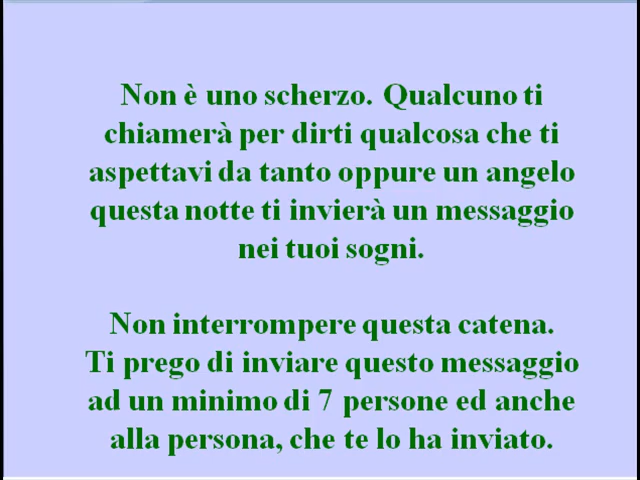 Non è uno scherzo. Qualcuno ti
chiamerà per dirti qualcosa che ti
aspettavi da tanto oppure un angelo
questa notte ti invierà un messaggio
nei tuoi sogni.
Non interrompere questa catena.
Ti prego di inviare questo messaggio
ad un minimo di 7 persone ed anche
alla persona, che te lo ha inviato.